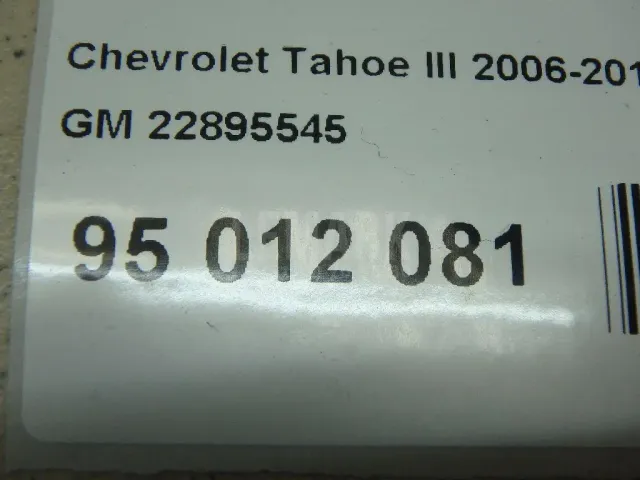 Chevrolet Tahoe III 2006-201
GM 22895545
95 012 081